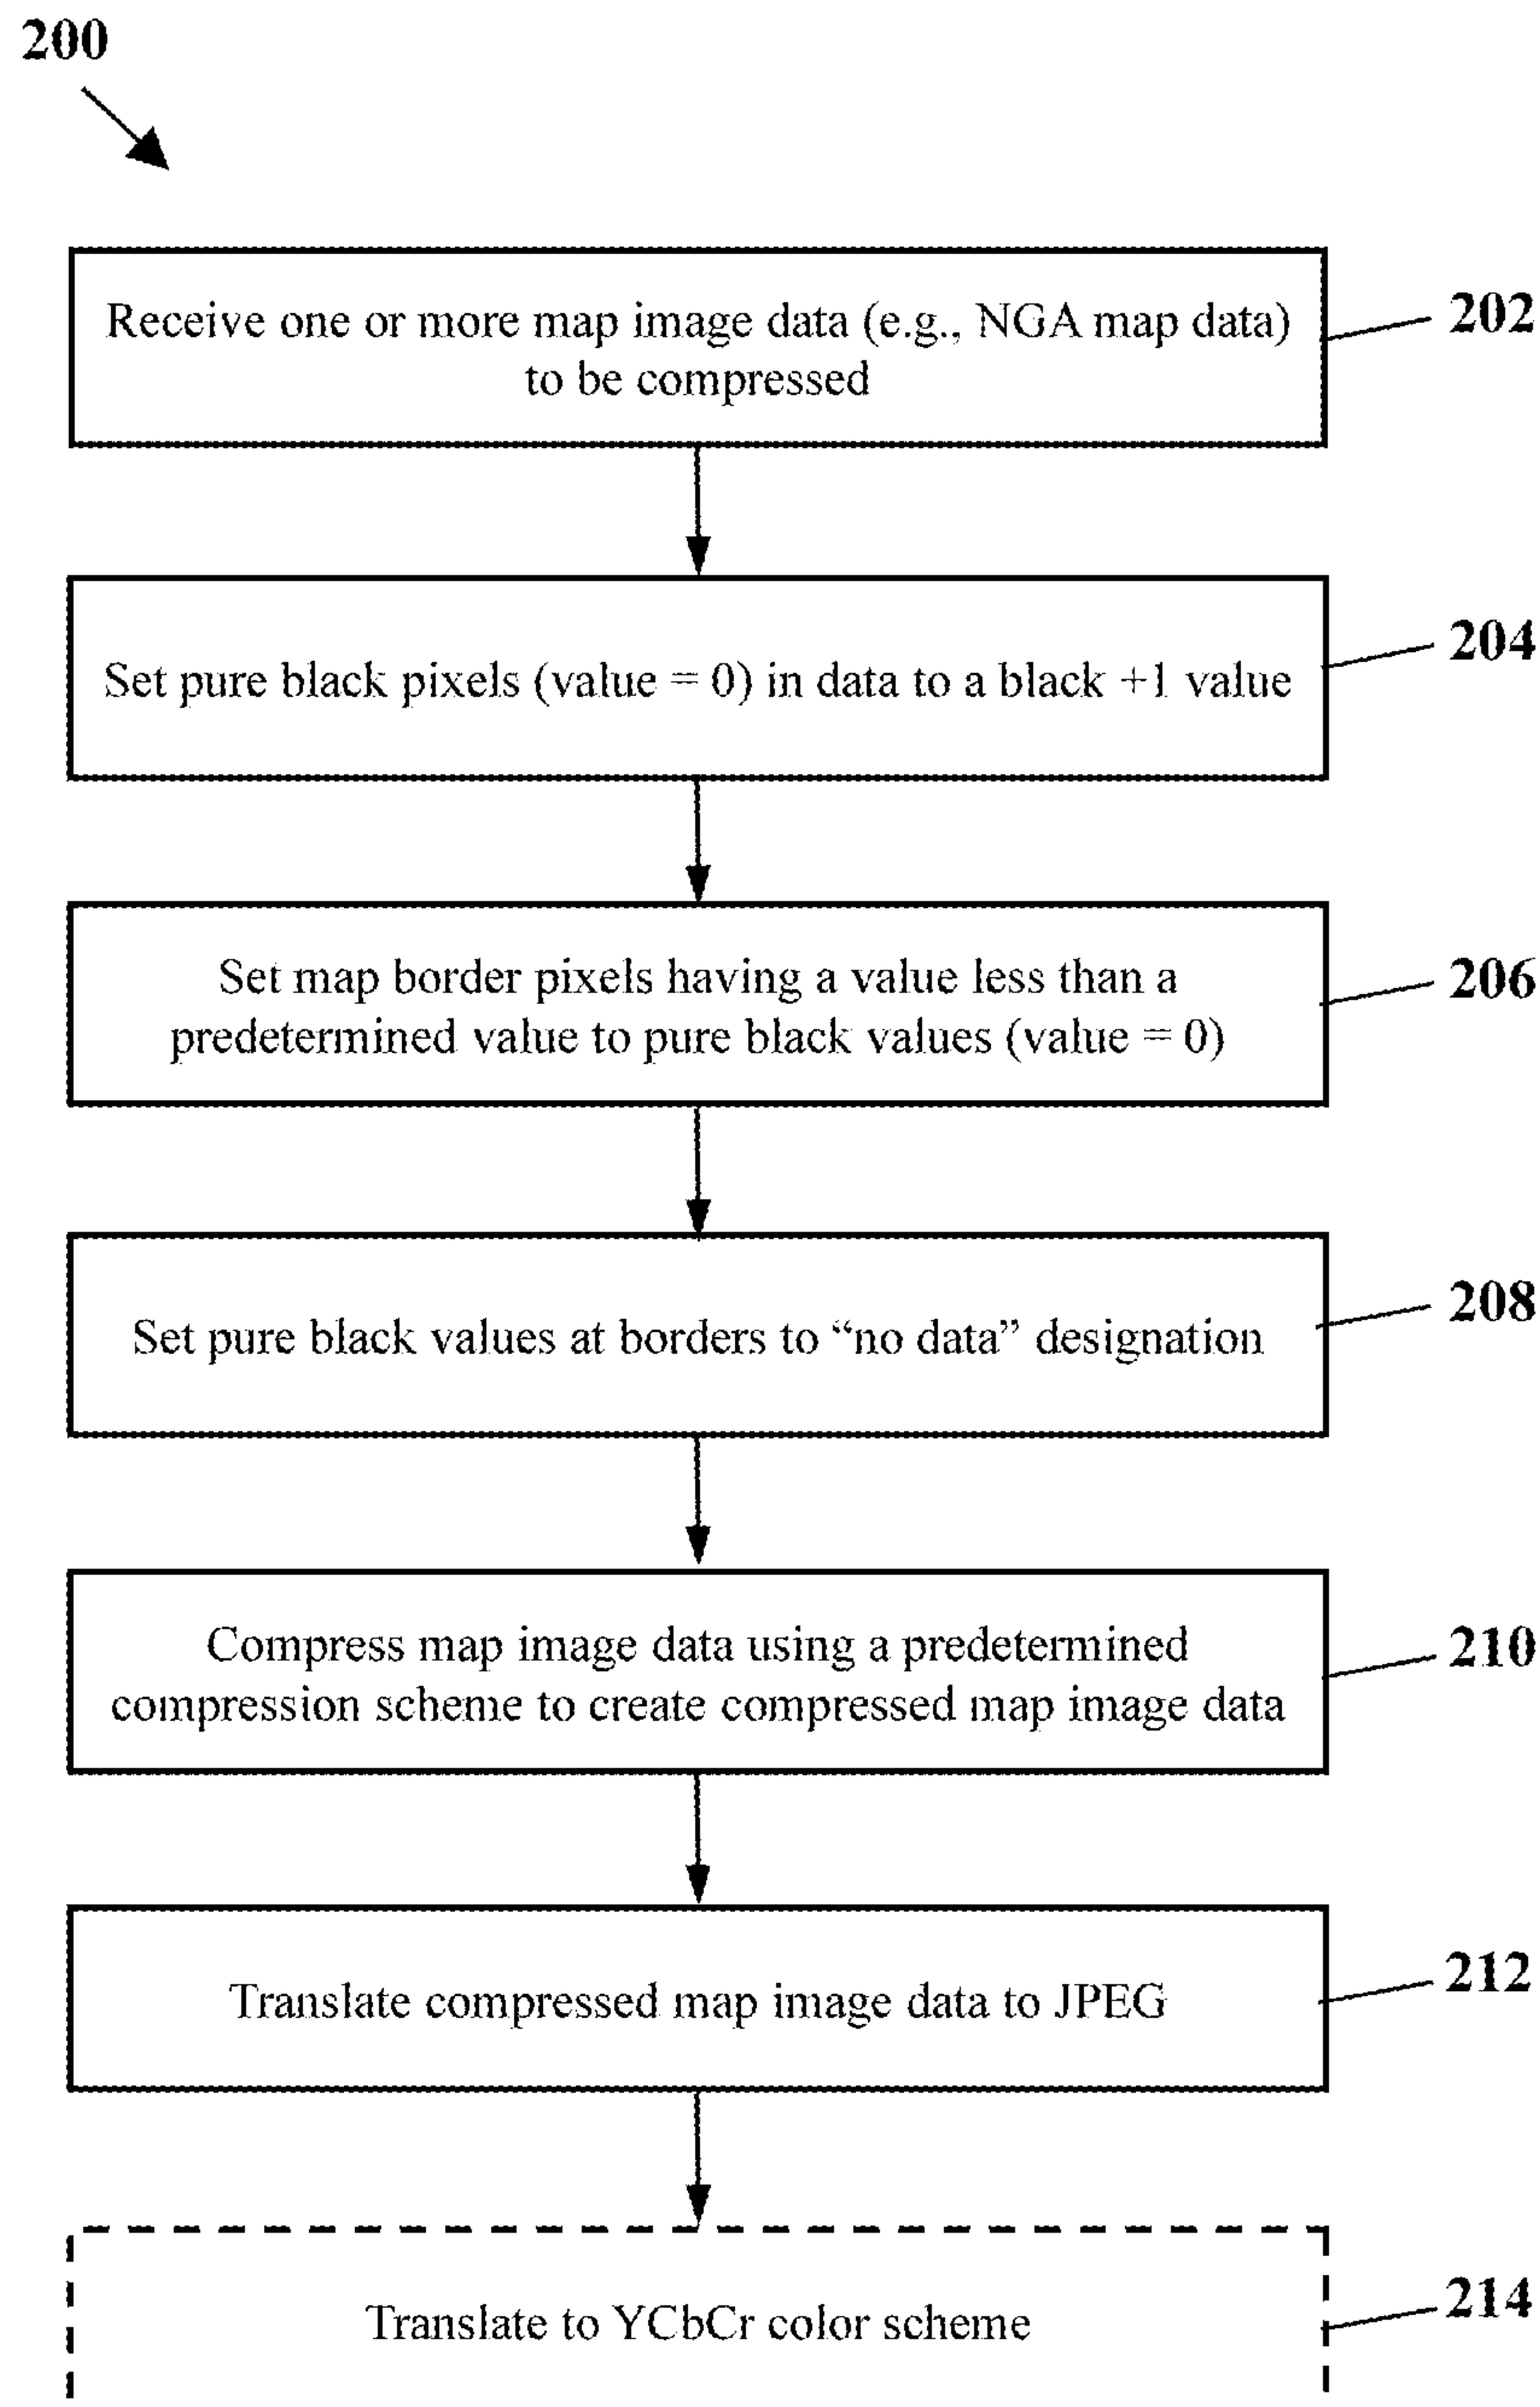 200
Receive one or more map image data (e.g., NGA map data)
to be compressed
202
Set pure black pixels (value = 0) in data to a black +1 value
204
Set map border pixels having a value less than a
predetermined value to pure black values (value = 0)
206
Set pure black values at borders to “no data” designation
208
Compress map image data using a predetermined
compression scheme to create compressed map image data
210
Translate compressed map image data to JPEG
212
Translate to YCbCr color scheme
214